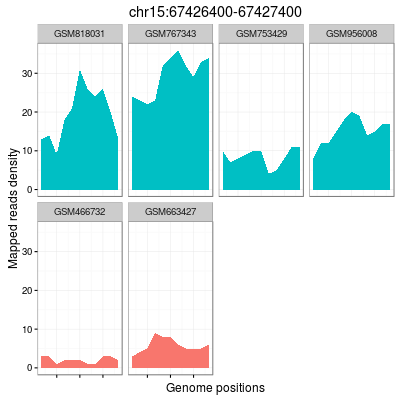 chr15:67426400-67427400
GSM818031 GSM767343 GSM753429 GSM956008
30
20
10
0
Mapped reads density
GSM466732 GSM663427
30
20
10
0
Genome positions